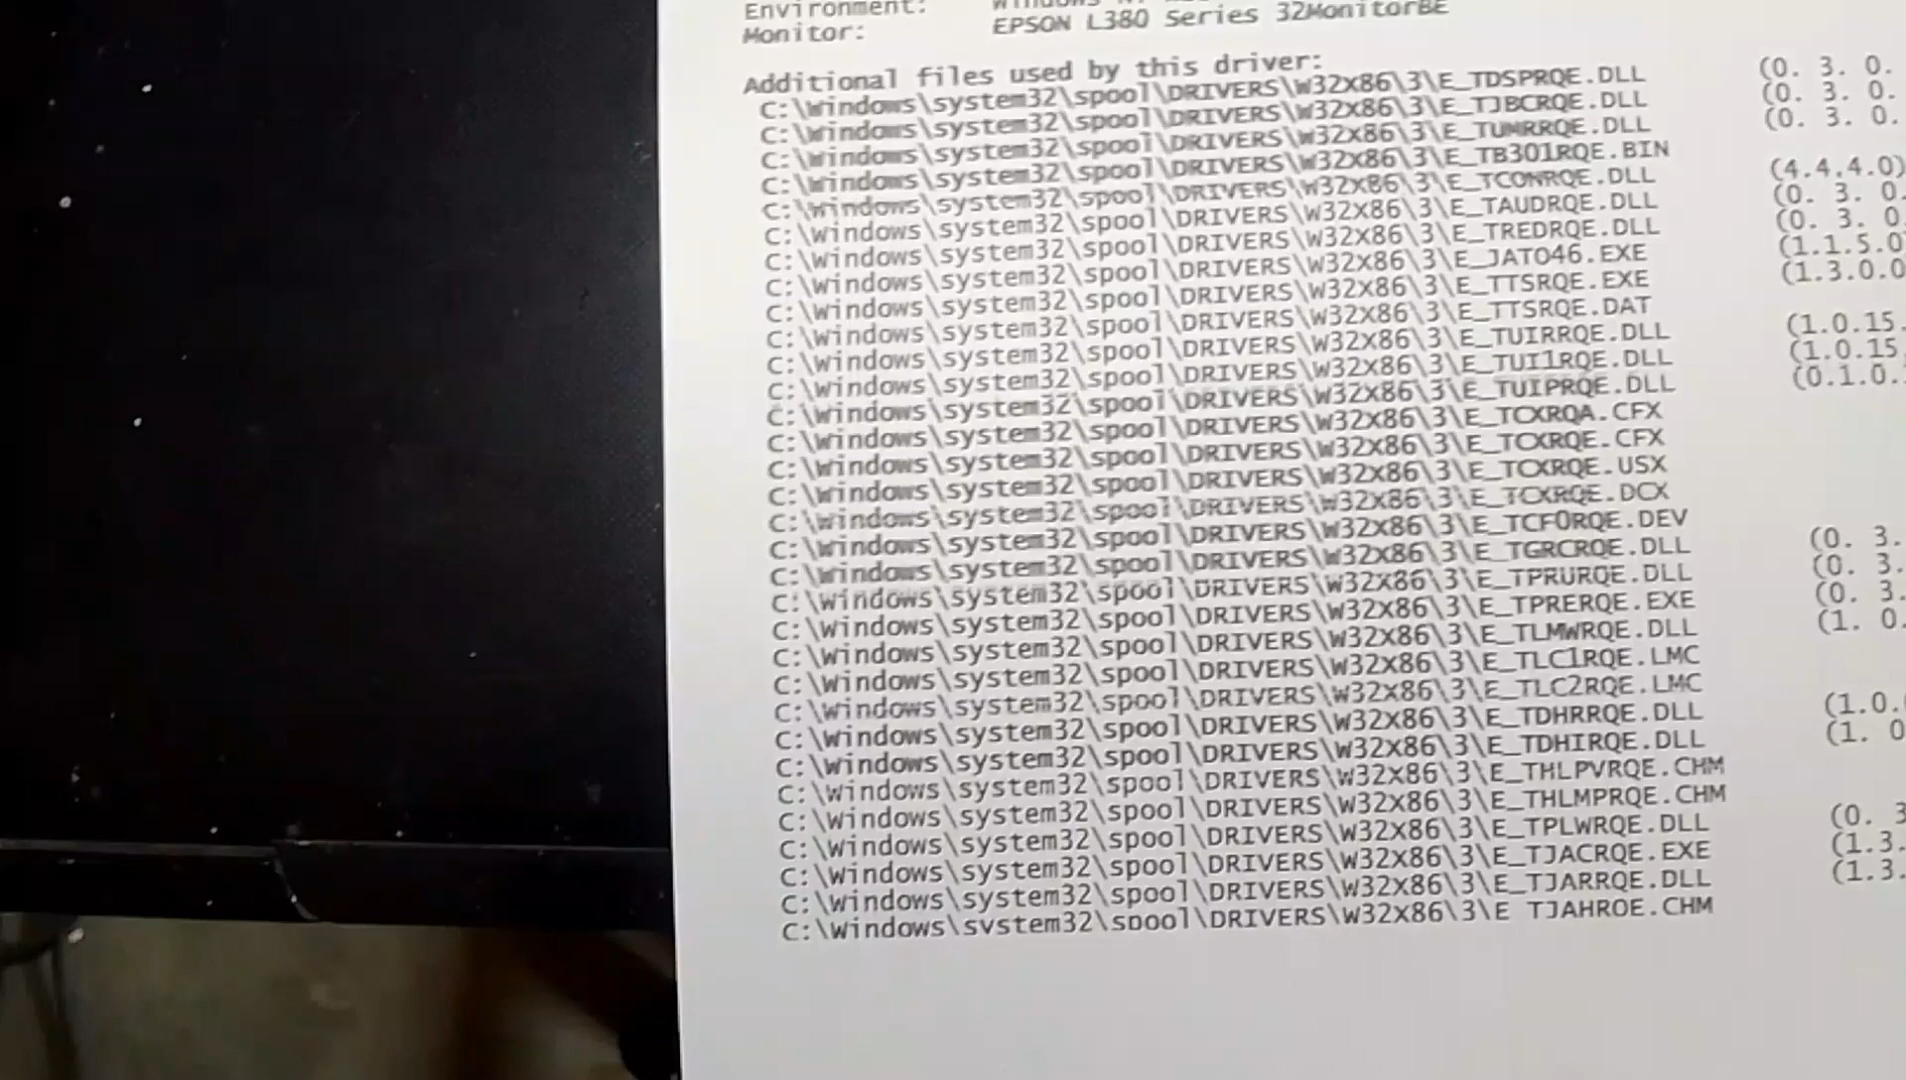 Environment:
Monitor: EPSON L380 Series 32MonitorBE
Additional files used by this driver:
C:\Windows\system32\spool\DRIVERS\W32X86\3\E_TDSPRQE.DLL (0. 3. 0.
C:\Windows\system32\spool\DRIVERS\W32X86\3\E_TJBCRQE.DLL (0. 3. 0.
C:\Windows\system32\spool\DRIVERS\W32X86\3\E_TUMRRQE.DLL (0. 3. 0.
C:\Windows\system32\spool\DRIVERS\W32X86\3\E_TB301RQE.BIN
C:\Windows\system32\spool\DRIVERS\W32X86\3\E_TCONRQE.DLL (4.4.4.0)
C:\Windows\system32\spool\DRIVERS\W32X86\3\E_TAUDRQE.DLL (0. 3. 0.
C:\Windows\system32\spool\DRIVERS\W32X86\3\E_TREDRQE.DLL (0. 3. 0.
C:\Windows\system32\spool\DRIVERS\W32X86\3\E_JATO46.EXE (1.1.5.0
C:\Windows\system32\spool\DRIVERS\W32X86\3\E_TTSRQE.EXE (1.3.0.0
C:\Windows\system32\spool\DRIVERS\W32X86\3\E_TTSRQE.DAT
C:\Windows\system32\spool\DRIVERS\W32X86\3\E_TUIRRQE.DLL (1.0.15.
C:\Windows\system32\spool\DRIVERS\W32X86\3\E_TUI1RQE.DLL (1.0.15.
C:\Windows\system32\spool\DRIVERS\W32X86\3\E_TUIPRQE.DLL (0.1.0.
C:\Windows\system32\spool\DRIVERS\W32X86\3\E_TCXRQA.CFX
C:\Windows\system32\spool\DRIVERS\W32X86\3\E_TCXRQE.CFX
C:\Windows\system32\spool\DRIVERS\W32X86\3\E_TCXRQE.USX
C:\Windows\system32\spool\DRIVERS\W32X86\3\E_TCXRQE.DCX
C:\Windows\system32\spool\DRIVERS\W32X86\3\E_TCF0RQE.DEV
C:\Windows\system32\spool\DRIVERS\W32X86\3\E_TGRCRQE.DLL (0. 3.
C:\Windows\system32\spool\DRIVERS\W32X86\3\E_TPRURQE.DLL (0. 3.
C:\Windows\system32\spool\DRIVERS\W32X86\3\E_TPRERQE.EXE (0. 3.
C:\Windows\system32\spool\DRIVERS\W32X86\3\E_TLMWRQE.DLL (1. 0.
C:\Windows\system32\spool\DRIVERS\W32X86\3\E_TLC1RQE.LMC
C:\Windows\system32\spool\DRIVERS\W32X86\3\E_TLC2RQE.LMC
C:\Windows\system32\spool\DRIVERS\W32X86\3\E_TDHRRQE.DLL (1.0.
C:\Windows\system32\spool\DRIVERS\W32X86\3\E_TDHIRQE.DLL (1. 0
C:\Windows\system32\spool\DRIVERS\W32X86\3\E_THLPVRQE.CHM
C:\Windows\system32\spool\DRIVERS\W32X86\3\E_THLMPRQE.CHM
C:\Windows\system32\spool\DRIVERS\W32X86\3\E_TPLWRQE.DLL (0. 3
C:\Windows\system32\spool\DRIVERS\W32X86\3\E_TJACRQE.EXE (1.3.
C:\Windows\system32\spool\DRIVERS\W32X86\3\E_TJARRQE.DLL (1.3.
C:\Windows\system32\spool\DRIVERS\W32X86\3\E_TJAHRQE.CHM